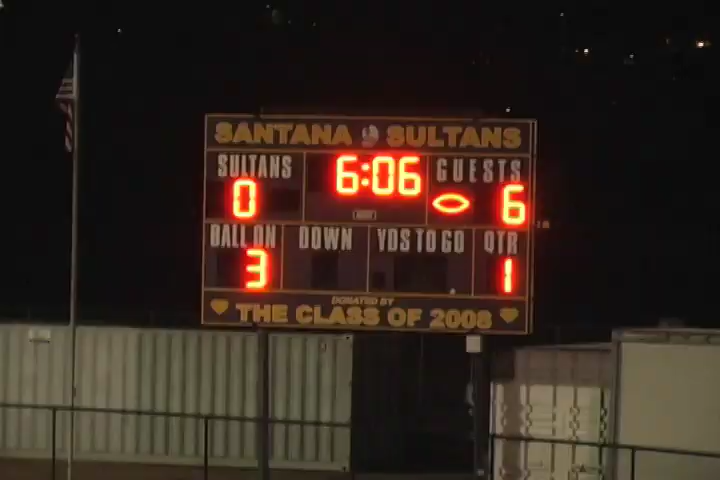 SANTANA SULTANS
SULTANS 6:06 GUESTS
0 6
BALL ON DOWN YDS TO GO QTR
3 1
DONATED BY
THE CLASS OF 2008